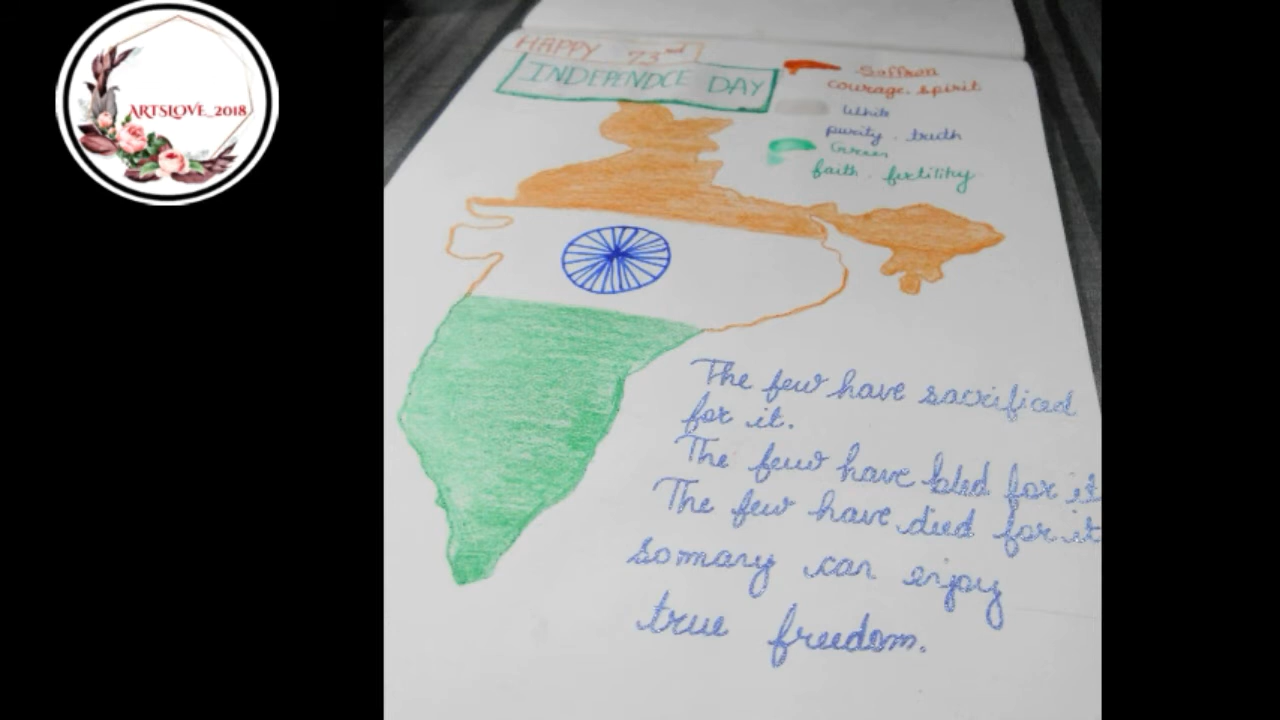 ARTSLOVE_2018
HAPPY 73rd
INDEPENDCE DAY
Saffron
courage. spirit
White
purity. truth
Green
faith. fertility
The few have sacrificed
for it.
The few have bled for it
The few have died for it
so many can enjoy
true freedom.